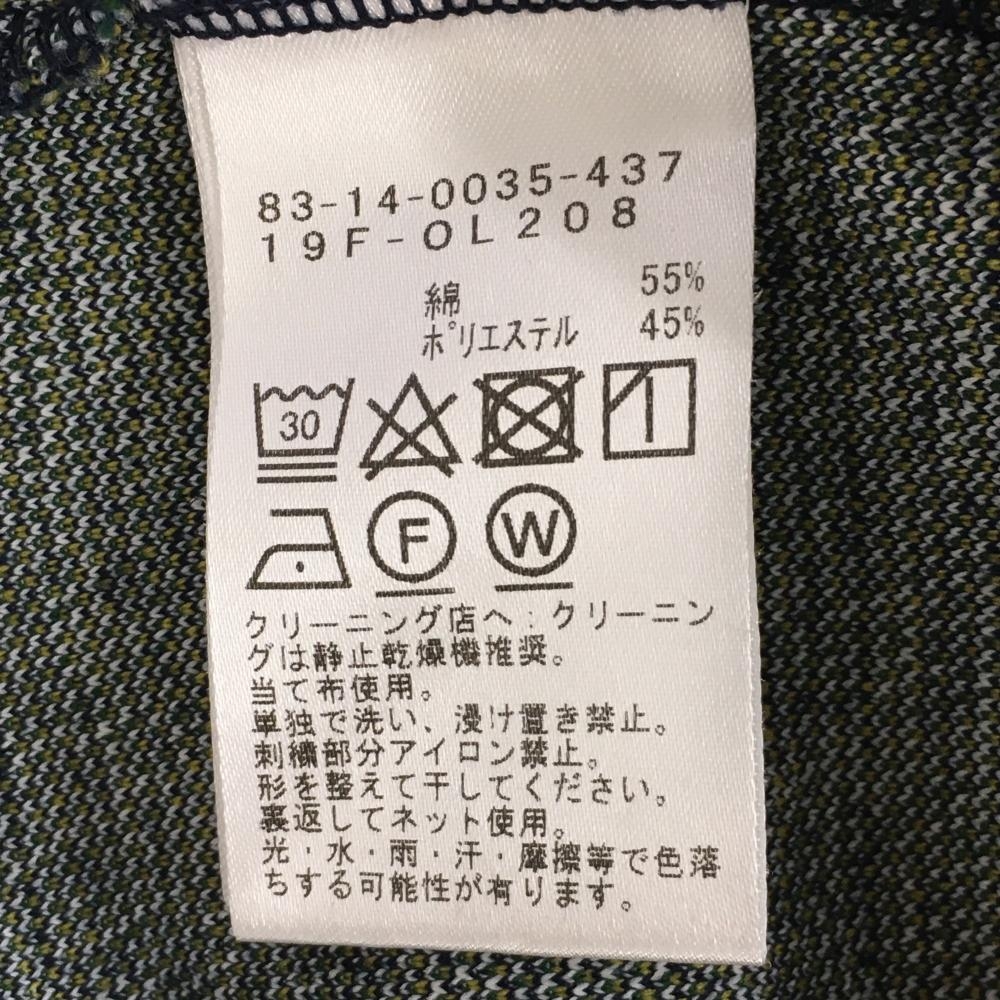 83-14-0035-437
19F-OL208
綿 55%
ポリエステル 45%
30
F W
クリーニング店へ：クリーニン
グは静止乾燥機推奨。
当て布使用。
単独で洗い、浸け置き禁止。
刺繍部分アイロン禁止。
形を整えて干してください。
裏返してネット使用。
光・水・雨・汗・摩擦等で色落
ちする可能性が有ります。